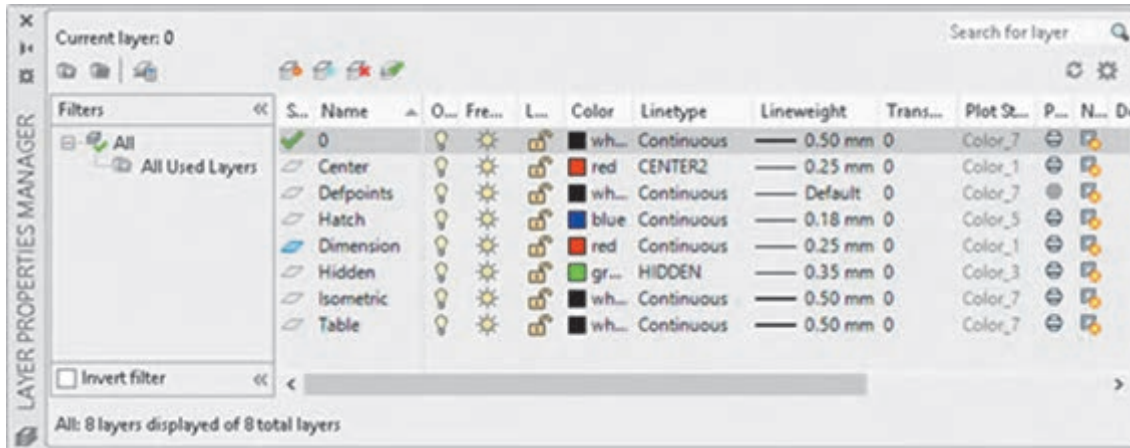 Current layer: 0
Search for layer
Filters S... Name O... Fre... L... Color Linetype Lineweight Trans... Plot St... P... N... De
All
All Used Layers
0 wh... Continuous 0.50 mm 0 Color_7
Center red CENTER2 0.25 mm 0 Color_1
Defpoints wh... Continuous Default 0 Color_7
Hatch blue Continuous 0.18 mm 0 Color_5
Dimension red Continuous 0.25 mm 0 Color_1
Hidden gr... HIDDEN 0.35 mm 0 Color_3
Isometric wh... Continuous 0.50 mm 0 Color_7
Table wh... Continuous 0.50 mm 0 Color_7
Invert filter
All: 8 layers displayed of 8 total layers
LAYER PROPERTIES MANAGER